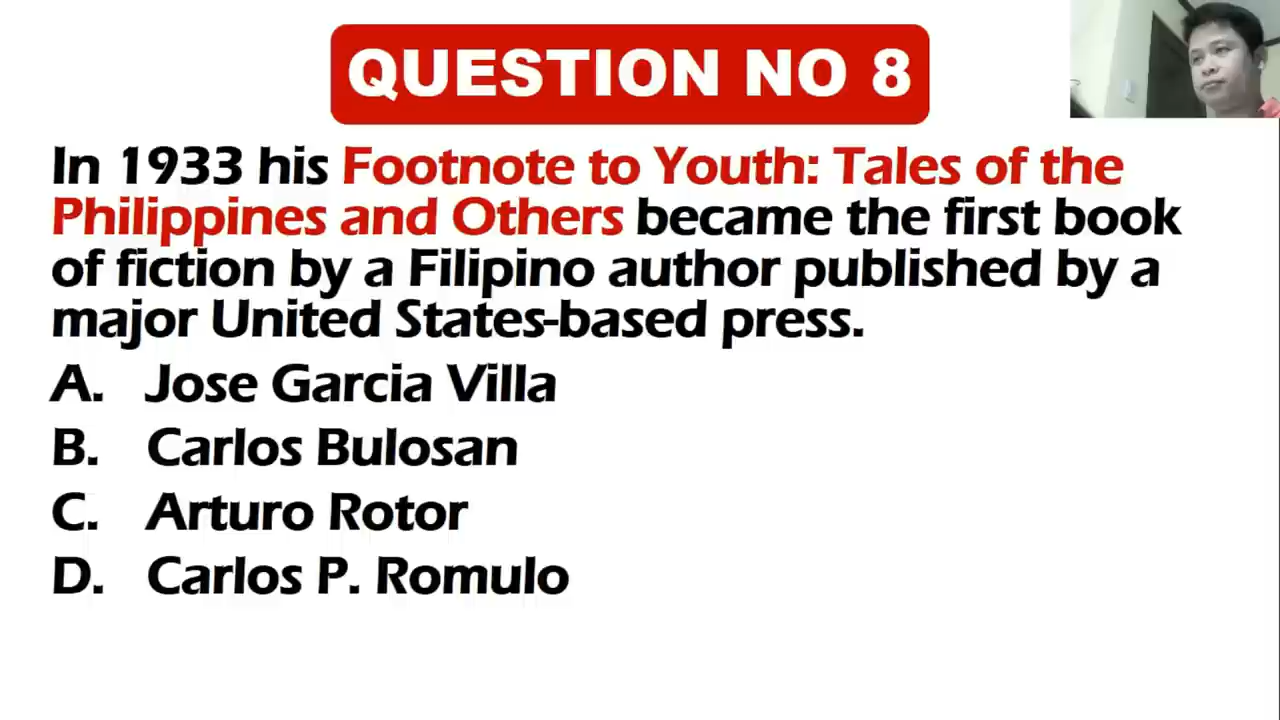 QUESTION NO 8
In 1933 his Footnote to Youth: Tales of the
Philippines and Others became the first book
of fiction by a Filipino author published by a
major United States-based press.
A. Jose Garcia Villa
B. Carlos Bulosan
C. Arturo Rotor
D. Carlos P. Romulo